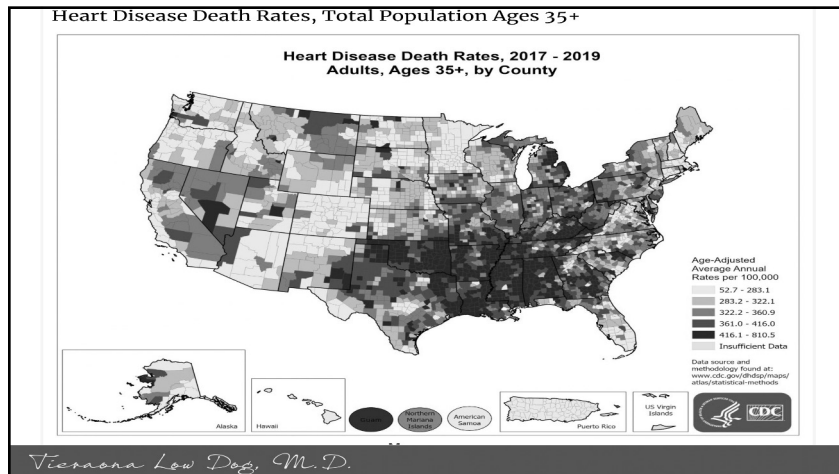 Heart Disease Death Rates, Total Population Ages 35+
Heart Disease Death Rates, 2017 - 2019
Adults, Ages 35+, by County
Age-Adjusted
Average Annual
Rates per 100,000
52.7 - 283.1
283.2 - 322.1
322.2 - 360.9
361.0 - 416.0
416.1 - 810.5
Insufficient Data
Data source and
methodology found at:
www.cdc.gov/dhdsp/maps/
atlas/statistical-methods
Alaska
Hawaii
Northern
Mariana
Islands
American
Samoa
Puerto Rico
US Virgin
Islands
CDC
Tieraona Low Dog, M.D.